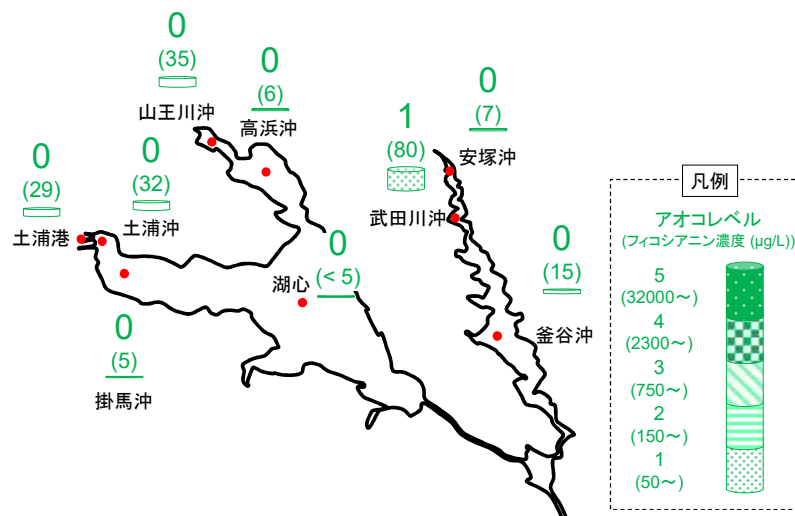 0
(35)
山王川沖
0
(6)
高浜沖
1
(80)
武田川沖
0
(7)
安塚沖
0
(29)
土浦港
0
(32)
土浦沖
0
(< 5)
湖心
0
(15)
釜谷沖
0
(5)
掛馬沖
凡例
アオコレベル
(フィコシアニン濃度 (μg/L))
5
(32000～)
4
(2300～)
3
(750～)
2
(150～)
1
(50～)